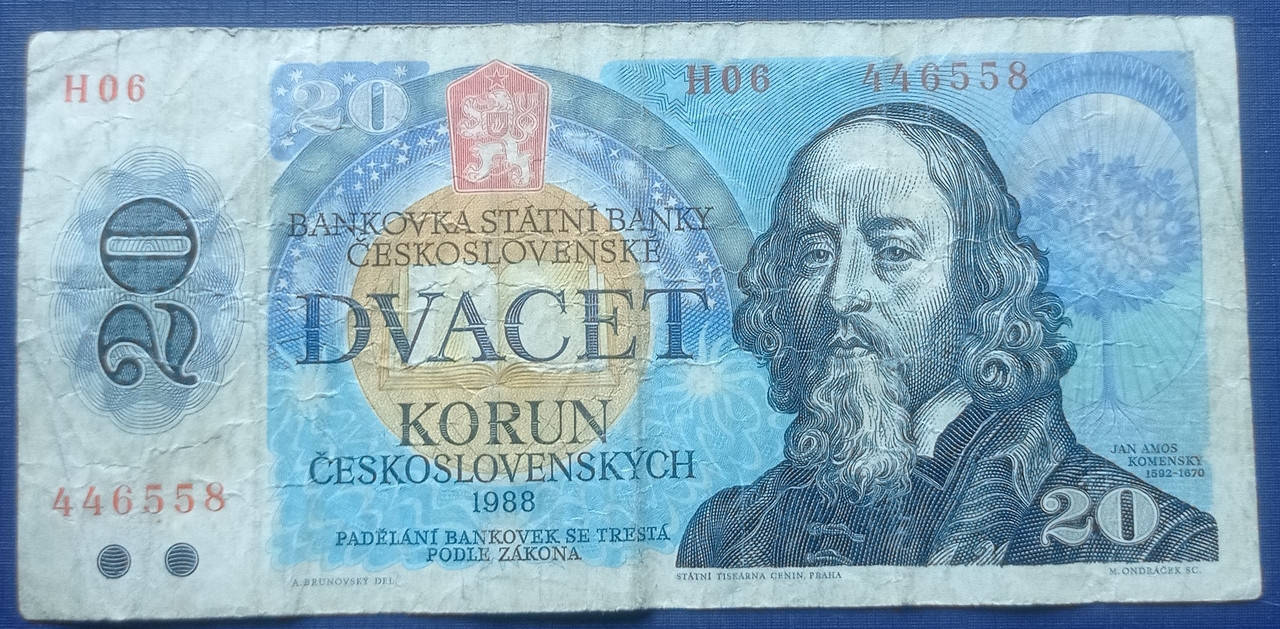 H06
20
446558
20
H06 446558
BANKOVKA STÁTNÍ BANKY
ČESKOSLOVENSKÉ
DVACET
KORUN
ČESKOSLOVENSKÝCH
1988
PADĚLÁNÍ BANKOVEK SE TRESTÁ
PODLE ZÁKONA
JAN AMOS
KOMENSKÝ
1592-1670
20
A. BRUNOVSKÝ DEL.
STÁTNÍ TISKÁRNA CENIN, PRAHA
M. ONDRÁČEK SC.